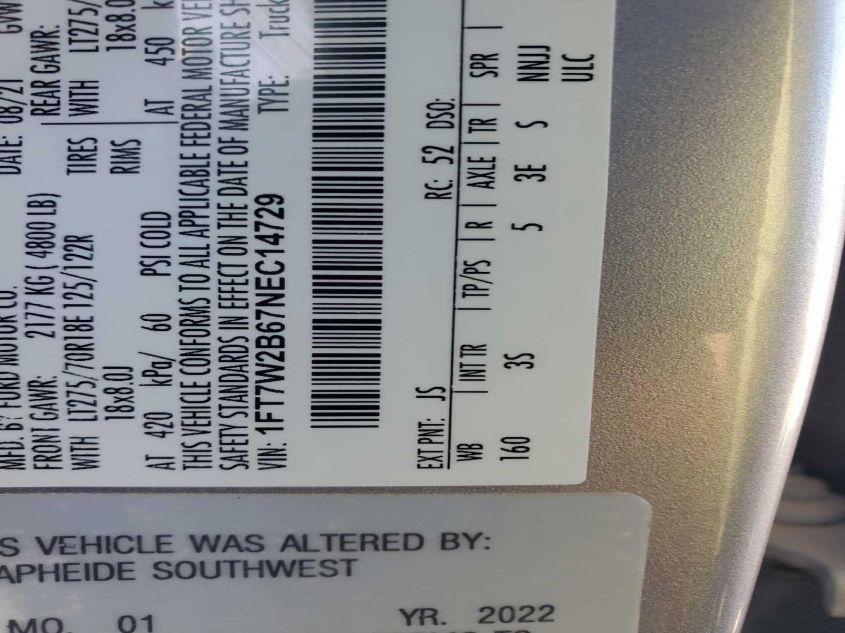 MFD. BY FORD MOTOR CO.
DATE: 08/21 GVW
FRONT GAWR: 2177 KG ( 4800 LB)
REAR GAWR:
WITH LT275/70R18E 125/122R TIRES
WITH LT275/
18x8.0J RIMS
18x8.0
AT 420 kPa/ 60 PSI COLD
AT 450 k
THIS VEHICLE CONFORMS TO ALL APPLICABLE FEDERAL MOTOR VE
SAFETY STANDARDS IN EFFECT ON THE DATE OF MANUFACTURE SH
VIN: 1FT7W2B67NEC14729
TYPE: Truck
EXT PNT: JS RC: 52 DSO:
WB | INT TR | TP/PS | R | AXLE | TR | SPR
160 3S 5 3E S NNJJ
ULC
S VEHICLE WAS ALTERED BY:
APHEIDE SOUTHWEST
MO. 01 YR. 2022